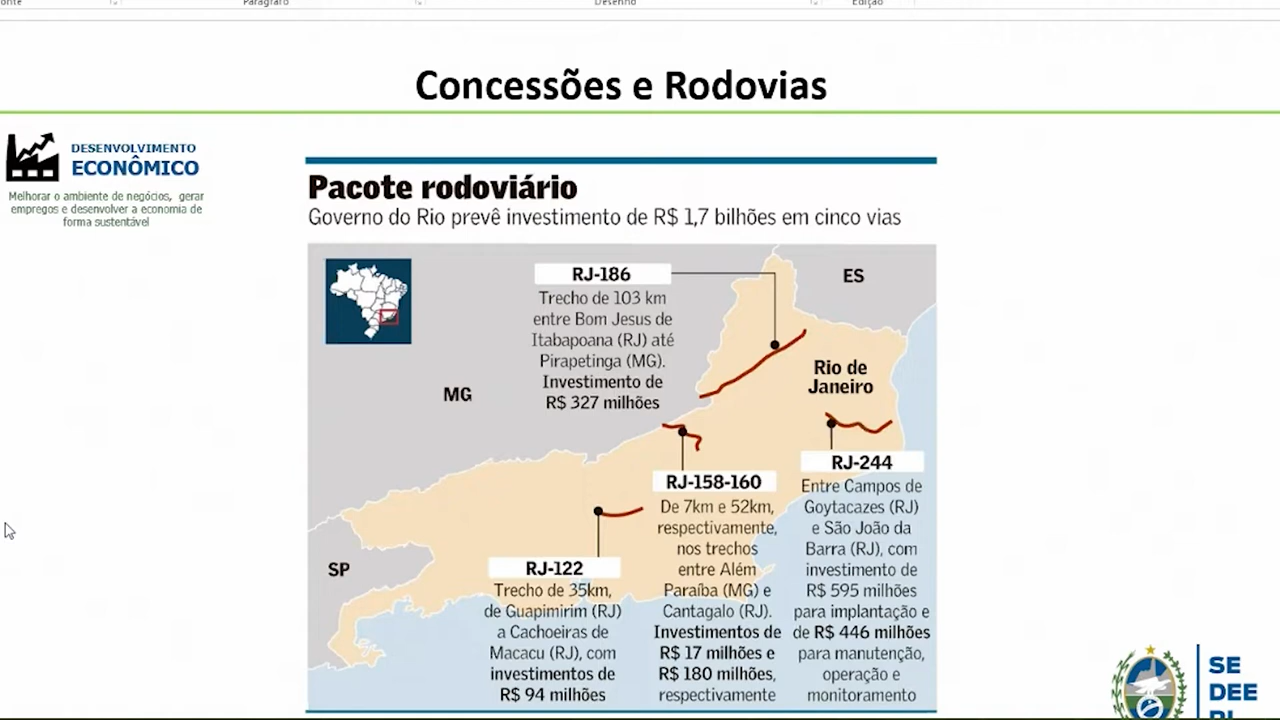 Parágrafo
Desenho
Edição
Concessões e Rodovias
DESENVOLVIMENTO
ECONÔMICO
Melhorar o ambiente de negócios, gerar
empregos e desenvolver a economia de
forma sustentável
Pacote rodoviário
Governo do Rio prevê investimento de R$ 1,7 bilhões em cinco vias
RJ-186
Trecho de 103 km
entre Bom Jesus de
Itabapoana (RJ) até
Pirapetinga (MG).
Investimento de
R$ 327 milhões
ES
MG
Rio de
Janeiro
SP
RJ-122
Trecho de 35km,
de Guapimirim (RJ)
a Cachoeiras de
Macacu (RJ), com
investimentos de
R$ 94 milhões
RJ-158-160
De 7km e 52km,
respectivamente,
nos trechos
entre Além
Paraíba (MG) e
Cantagalo (RJ).
Investimentos de
R$ 17 milhões e
R$ 180 milhões,
respectivamente
RJ-244
Entre Campos de
Goytacazes (RJ)
e São João da
Barra (RJ), com
investimento de
R$ 595 milhões
para implantação e
de R$ 446 milhões
para manutenção,
operação e
monitoramento
SE
DEE